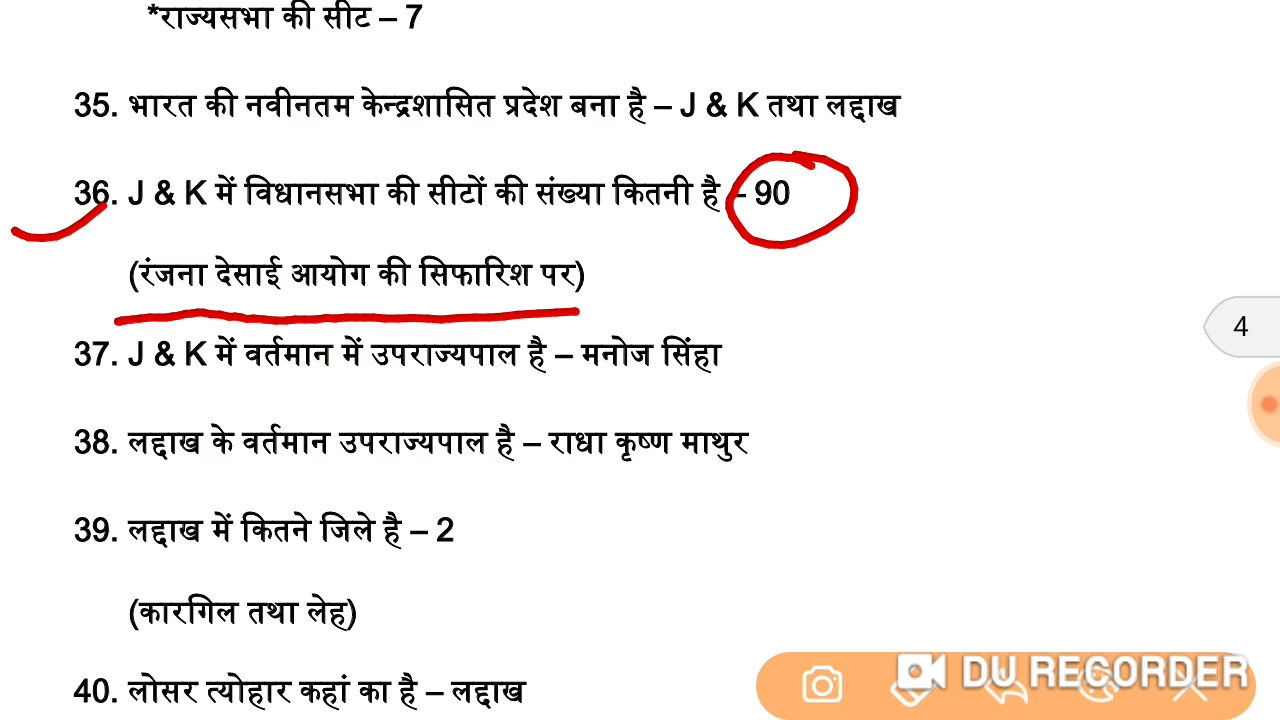 *राज्यसभा की सीट – 7
35. भारत की नवीनतम केन्द्रशासित प्रदेश बना है – J & K तथा लद्दाख
36. J & K में विधानसभा की सीटों की संख्या कितनी है – 90
(रंजना देसाई आयोग की सिफारिश पर)
37. J & K में वर्तमान में उपराज्यपाल है – मनोज सिंहा
4
38. लद्दाख के वर्तमान उपराज्यपाल है – राधा कृष्ण माथुर
39. लद्दाख में कितने जिले है – 2
(कारगिल तथा लेह)
40. लोसर त्योहार कहां का है – लद्दाख
DU RECORDER